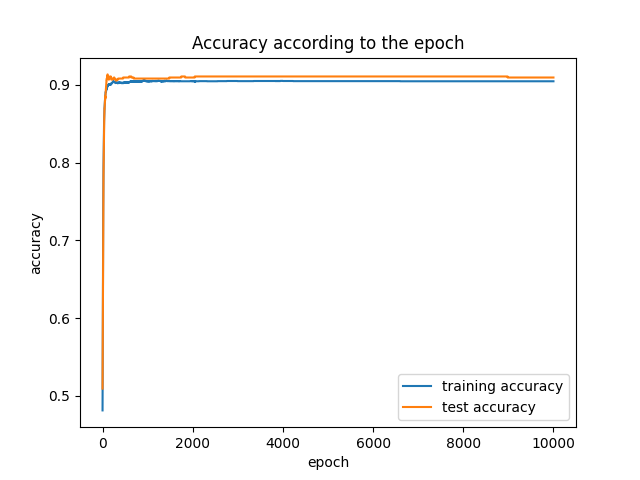 Accuracy according to the epoch
accuracy
0.9
0.8
0.7
0.6
0.5
training accuracy
test accuracy
0 2000 4000 6000 8000 10000
epoch